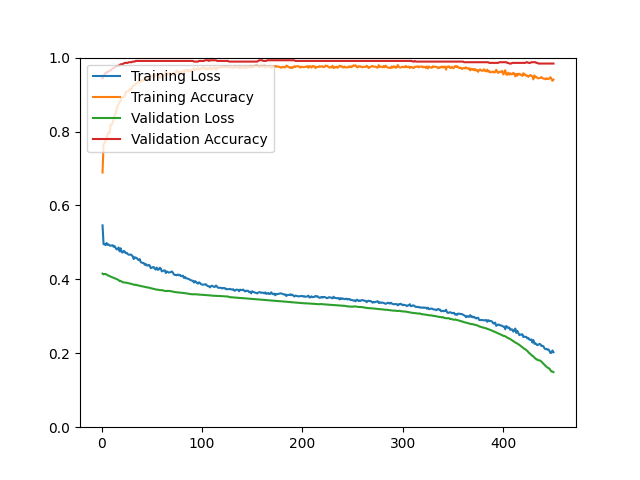 1.0
Training Loss
Training Accuracy
Validation Loss
Validation Accuracy
0.8
0.6
0.4
0.2
0.0
0 100 200 300 400